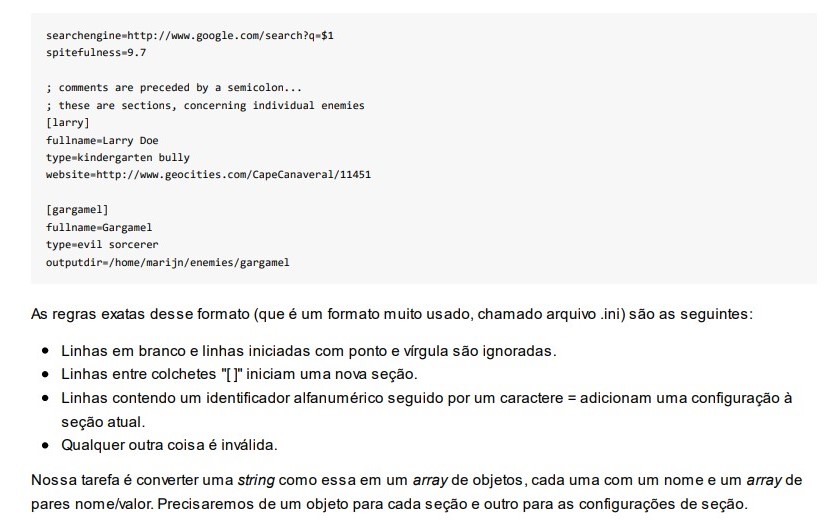 searchengine=http://www.google.com/search?q=$1
spitefulness=9.7
; comments are preceded by a semicolon...
; these are sections, concerning individual enemies
[larry]
fullname=Larry Doe
type=kindergarten bully
website=http://www.geocities.com/CapeCanaveral/11451
[gargamel]
fullname=Gargamel
type=evil sorcerer
outputdir=/home/marijn/enemies/gargamel
As regras exatas desse formato (que é um formato muito usado, chamado arquivo .ini) são as seguintes:
• Linhas em branco e linhas iniciadas com ponto e vírgula são ignoradas.
• Linhas entre colchetes "[ ]" iniciam uma nova seção.
• Linhas contendo um identificador alfanumérico seguido por um caractere = adicionam uma configuração à
seção atual.
• Qualquer outra coisa é inválida.
Nossa tarefa é converter uma string como essa em um array de objetos, cada uma com um nome e um array de
pares nome/valor. Precisaremos de um objeto para cada seção e outro para as configurações de seção.